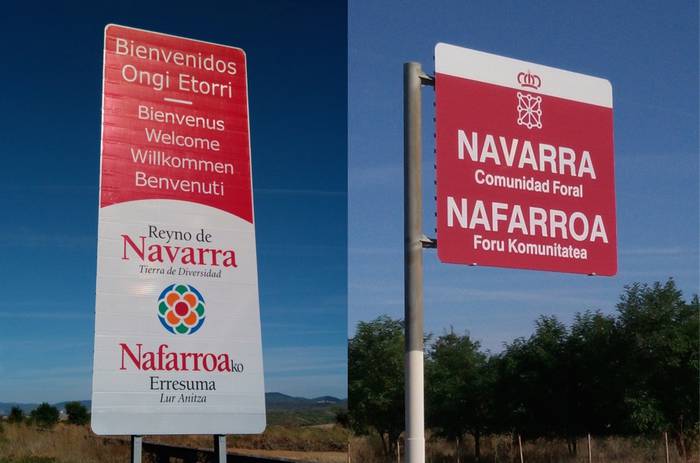 Bienvenidos
Ongi Etorri
Bienvenus
Welcome
Willkommen
Benvenuti
Reyno de
Navarra
Tierra de Diversidad
Nafarroako
Erresuma
Lur Anitza
NAVARRA
Comunidad Foral
NAFARROA
Foru Komunitatea